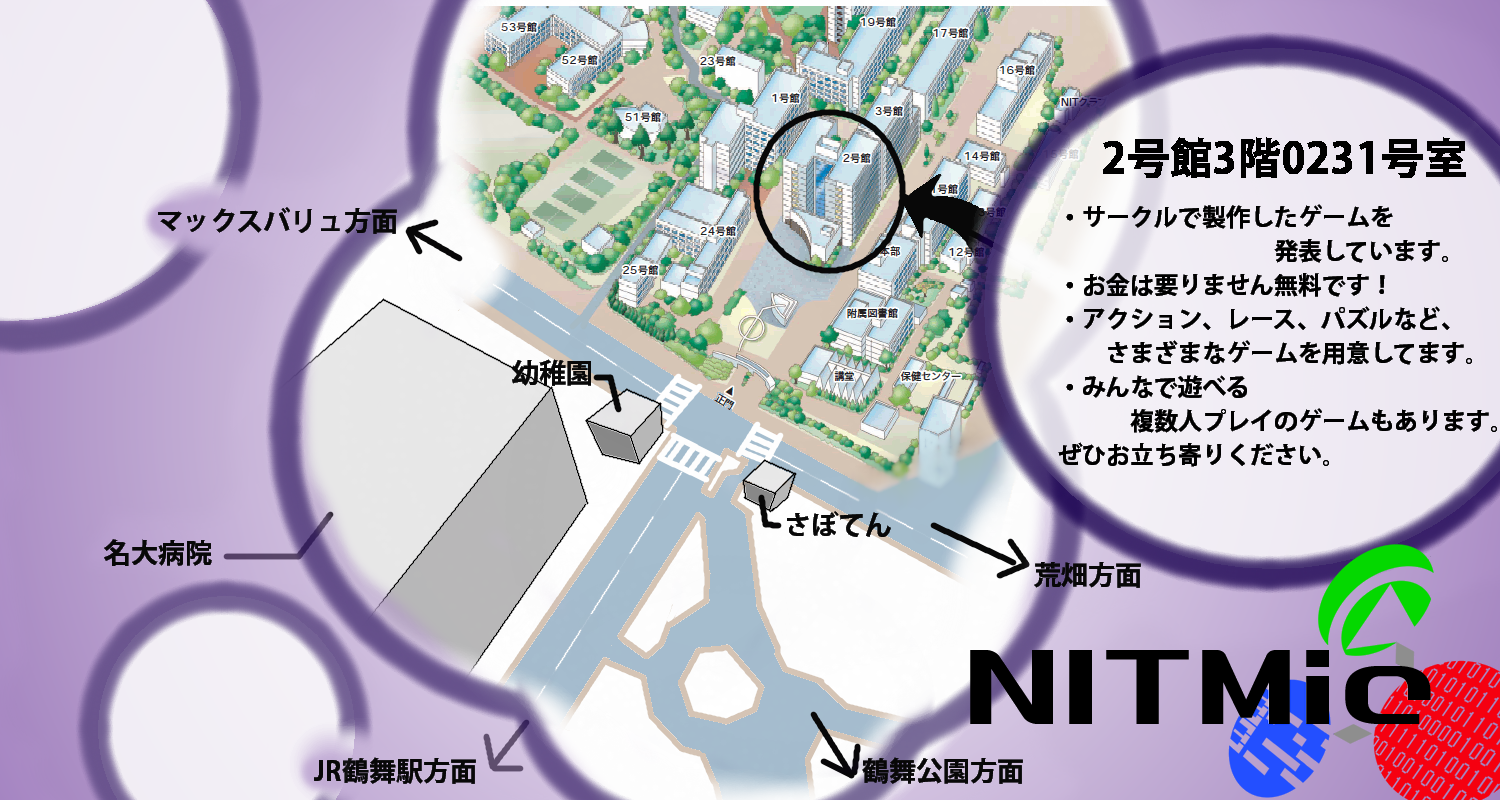 53号館
52号館
23号館
19号館
17号館
16号館
1号館
3号館
51号館
2号館
14号館
24号館
25号館
本部
12号館
附属図書館
講堂
保健センター
正門
2号館3階0231号室
・サークルで製作したゲームを
発表しています。
・お金は要りません無料です！
・アクション、レース、パズルなど、
さまざまなゲームを用意してます。
・みんなで遊べる
複数人プレイのゲームもあります。
ぜひお立ち寄りください。
マックスバリュ方面
幼稚園
さぼてん
名大病院
荒畑方面
JR鶴舞駅方面
鶴舞公園方面
NITMic